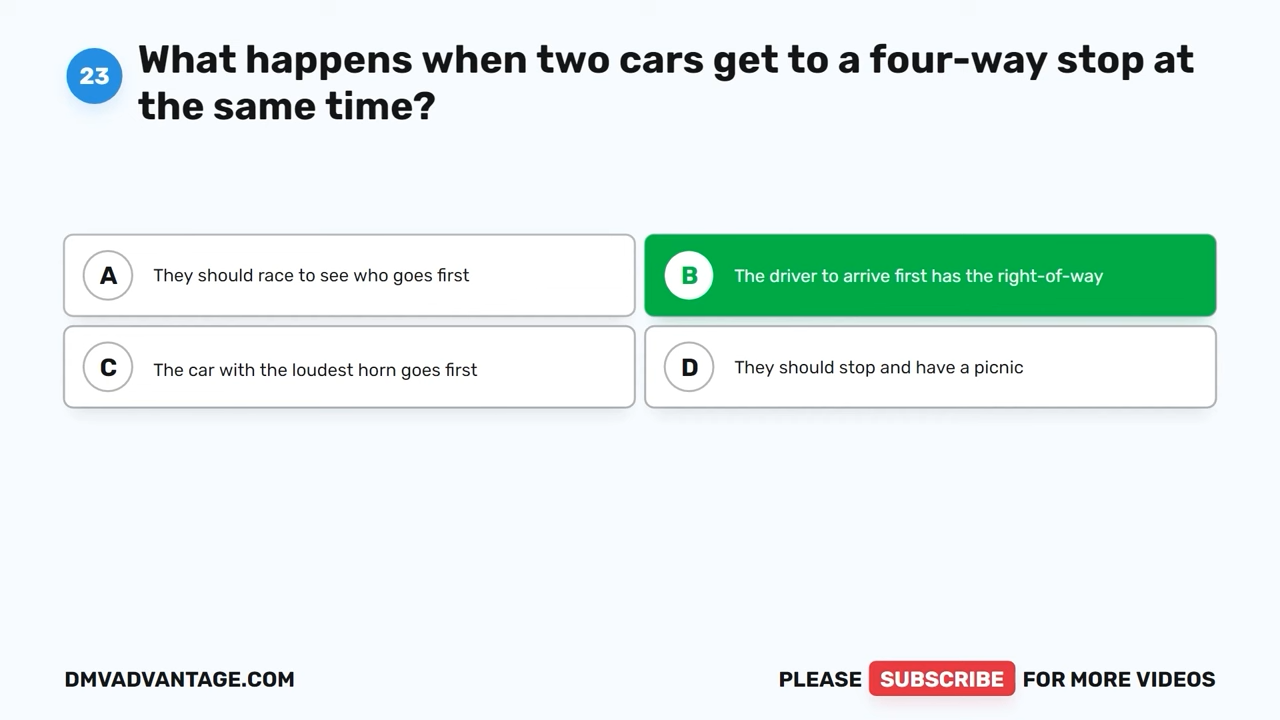 23
What happens when two cars get to a four-way stop at
the same time?
A
They should race to see who goes first
B
The driver to arrive first has the right-of-way
C
The car with the loudest horn goes first
D
They should stop and have a picnic
DMVADVANTAGE.COM
PLEASE SUBSCRIBE FOR MORE VIDEOS